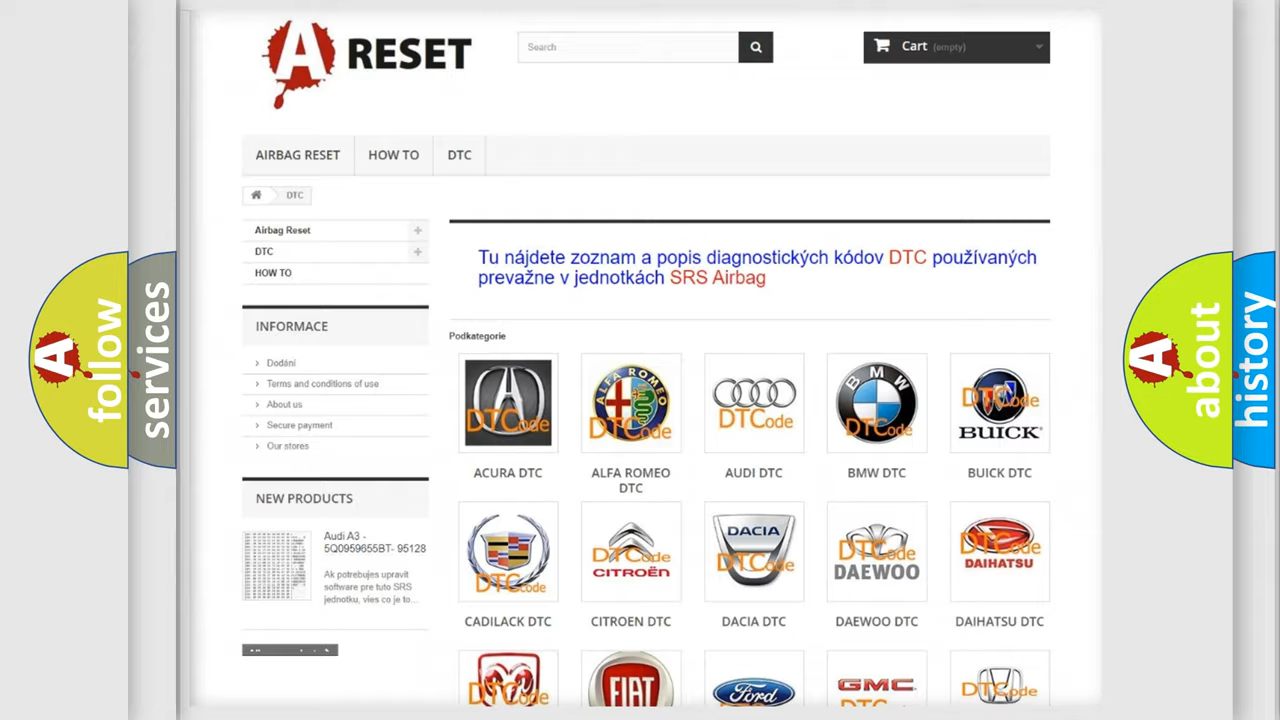 A RESET
Search
Cart (empty)
AIRBAG RESET
HOW TO
DTC
DTC
Airbag Reset
DTC
HOW TO
INFORMACE
Dodání
Terms and conditions of use
About us
Secure payment
Our stores
NEW PRODUCTS
Audi A3 -
5Q0959655BT- 95128
Ak potrebujes upravit
software pre tuto SRS
jednotku, vies co je to...
Tu nájdete zoznam a popis diagnostických kódov DTC používaných
prevažne v jednotkách SRS Airbag
Podkategorie
DTCode
ALFA ROMEO
DTCode
DTCode
BMW
DTCode
DTCode
BUICK
ACURA DTC
ALFA ROMEO
DTC
AUDI DTC
BMW DTC
BUICK DTC
DTCode
DTCode
CITROËN
DACIA
DTCode
DTCode
DAEWOO
DTCode
DAIHATSU
CADILACK DTC
CITROEN DTC
DACIA DTC
DAEWOO DTC
DAIHATSU DTC
DTCode
FIAT
Ford
GMC
DTCode
A follow
services
A about
history